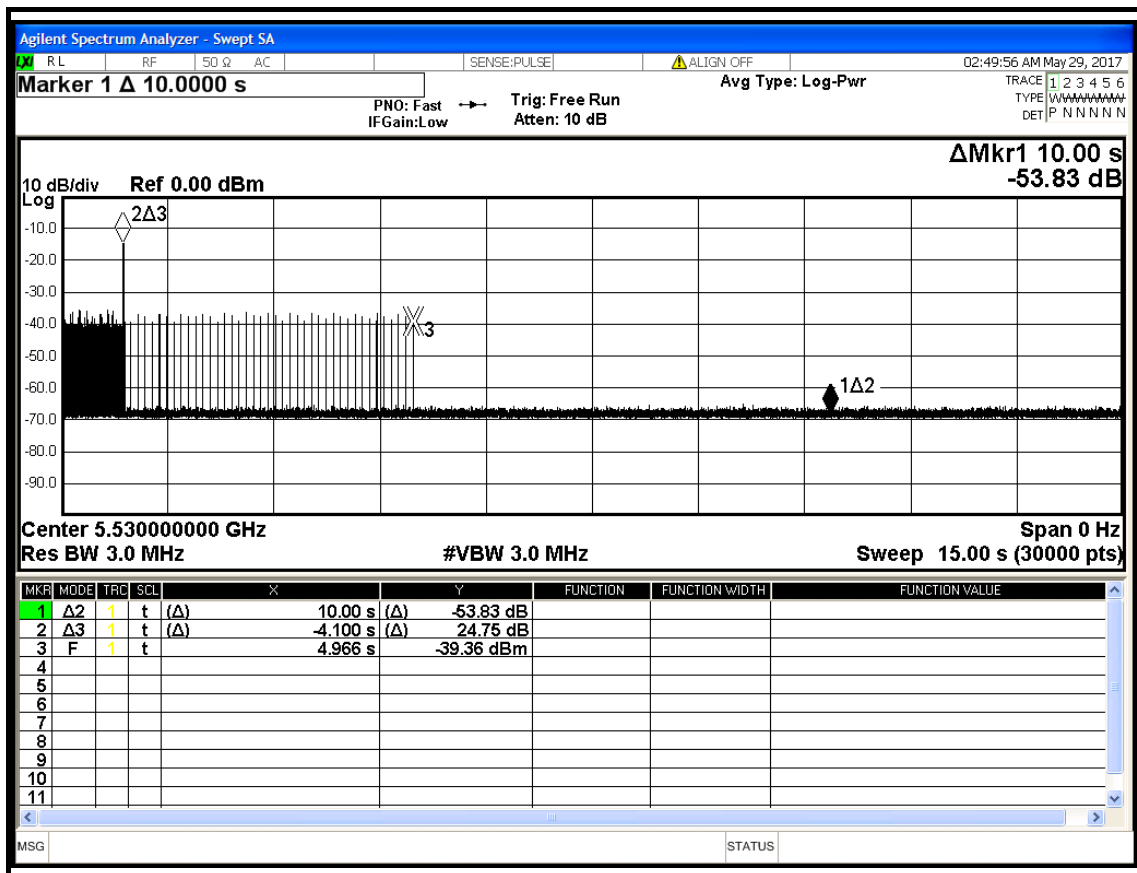 Agilent Spectrum Analyzer - Swept SA
LXI RL RF 50 Ω AC SENSE:PULSE ALIGN OFF 02:49:56 AM May 29, 2017
Marker 1 Δ 10.0000 s
PNO: Fast
IFGain:Low
Trig: Free Run
Atten: 10 dB
Avg Type: Log-Pwr
TRACE 1 2 3 4 5 6
TYPE
DET P N N N N N
ΔMkr1 10.00 s
-53.83 dB
10 dB/div Ref 0.00 dBm
Log
2Δ3
-10.0
-20.0
-30.0
-40.0
3
-50.0
-60.0
1Δ2
-70.0
-80.0
-90.0
Center 5.530000000 GHz Span 0 Hz
Res BW 3.0 MHz #VBW 3.0 MHz Sweep 15.00 s (30000 pts)
MKR MODE TRC SCL X Y FUNCTION FUNCTION WIDTH FUNCTION VALUE
1 Δ2 1 t (Δ) 10.00 s (Δ) -53.83 dB
2 Δ3 1 t (Δ) -4.100 s (Δ) 24.75 dB
3 F 1 t 4.966 s -39.36 dBm
4
5
6
7
8
9
10
11
MSG STATUS